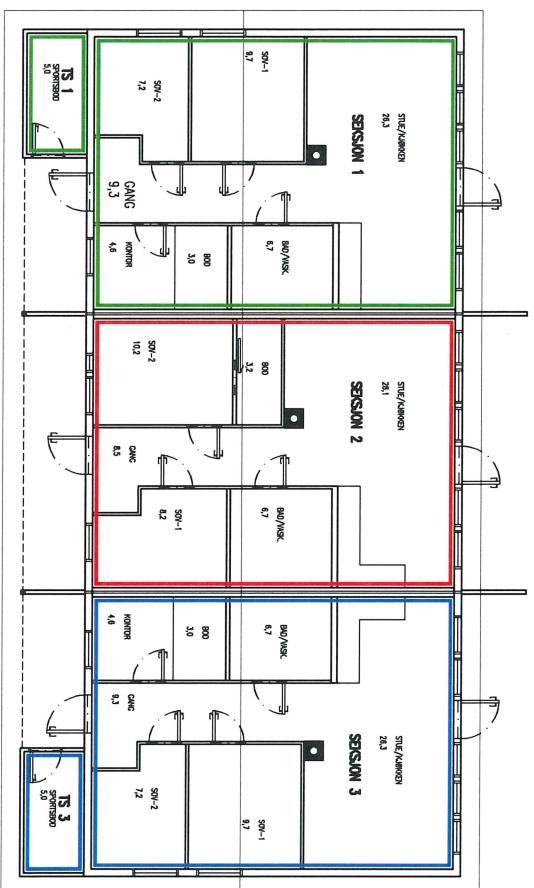 TS 1
SPORTSBOD
5,0
SOV-1
9,7
SOV-2
7,2
STUE/KJØKKEN
26,3
SEKSJON 1
GANG
9,3
KONTOR
4,6
BOD
3,0
BAD/VASK.
6,7
SOV-2
10,2
BOD
3,2
STUE/KJØKKEN
28,1
SEKSJON 2
GANG
8,5
SOV-1
8,2
BAD/VASK.
6,7
KONTOR
4,6
BOD
3,0
BAD/VASK.
6,7
GANG
9,3
STUE/KJØKKEN
26,3
SEKSJON 3
SOV-2
7,2
SOV-1
9,7
TS 3
SPORTSBOD
5,0